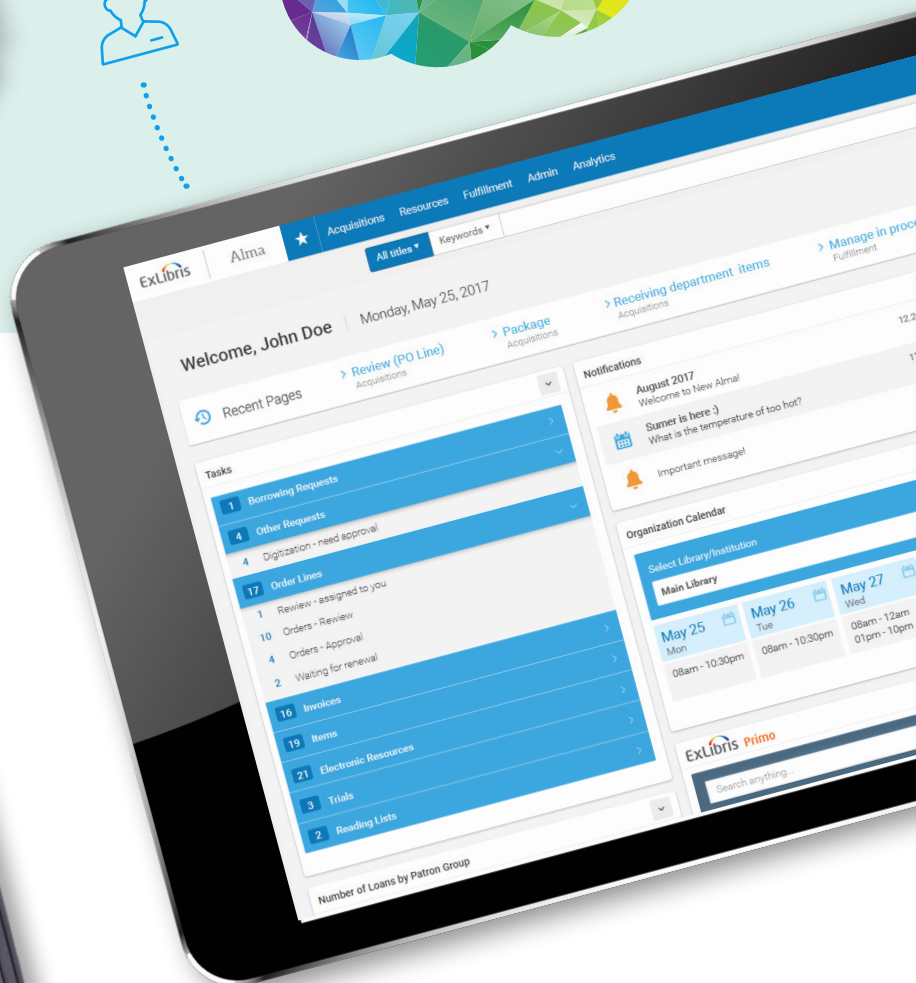 ExLibris
Alma
Acquisitions Resources Fulfillment Admin Analytics
All titles Keywords
Welcome, John Doe
Monday, May 25, 2017
Recent Pages
> Review (PO Line)
Acquisitions
> Package
Acquisitions
> Receiving department items
Acquisitions
> Manage in
Fulfillment
Tasks
1 Borrowing Requests
4 Other Requests
4 Digitization - need approval
17 Order Lines
1 Rewiew - assigned to you
10 Orders - Rewiew
4 Orders - Approval
2 Waiting for renewal
16 Invoices
19 Items
21 Electronic Resources
3 Trials
2 Reading Lists
Number of Loans by Patron Group
Notifications
August 2017
Welcome to New Alma!
Sumer is here :)
What is the temperature of too hot?
Important message!
Organization Calendar
Select Library/Institution
Main Library
May 25
Mon
08am - 10:30pm
May 26
Tue
08am - 10:30pm
May 27
Wed
08am - 12am
01pm - 10pm
ExLibris Primo
Search anything...